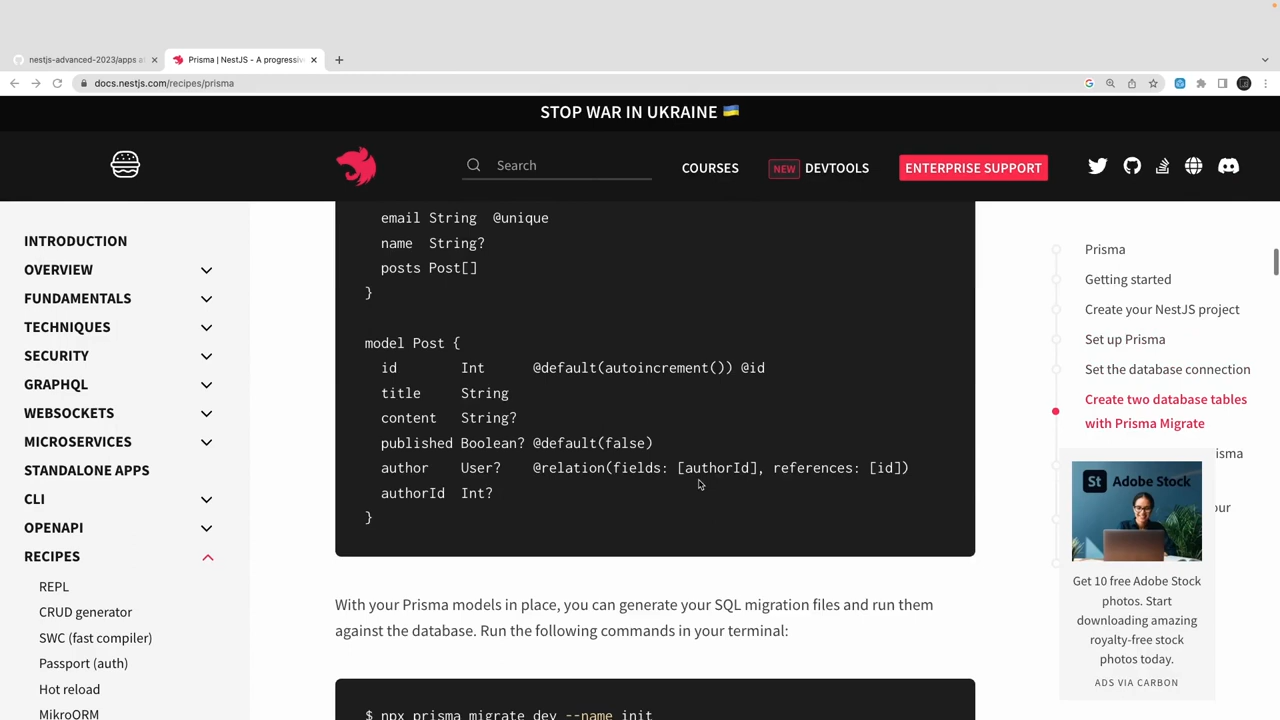 nestjs-advanced-2023/apps a
Prisma | NestJS - A progressiv
docs.nestjs.com/recipes/prisma
STOP WAR IN UKRAINE 🇺🇦
Search
COURSES
NEW DEVTOOLS
ENTERPRISE SUPPORT
INTRODUCTION
OVERVIEW
FUNDAMENTALS
TECHNIQUES
SECURITY
GRAPHQL
WEBSOCKETS
MICROSERVICES
STANDALONE APPS
CLI
OPENAPI
RECIPES
REPL
CRUD generator
SWC (fast compiler)
Passport (auth)
Hot reload
MikroORM
email String @unique
name String?
posts Post[]
}
model Post {
id Int @default(autoincrement()) @id
title String
content String?
published Boolean? @default(false)
author User? @relation(fields: [authorId], references: [id])
authorId Int?
}
With your Prisma models in place, you can generate your SQL migration files and run them
against the database. Run the following commands in your terminal:
$ npx prisma migrate dev --name init
Prisma
Getting started
Create your NestJS project
Set up Prisma
Set the database connection
Create two database tables
with Prisma Migrate
isma
our
St Adobe Stock
Get 10 free Adobe Stock
photos. Start
downloading amazing
royalty-free stock
photos today.
ADS VIA CARBON